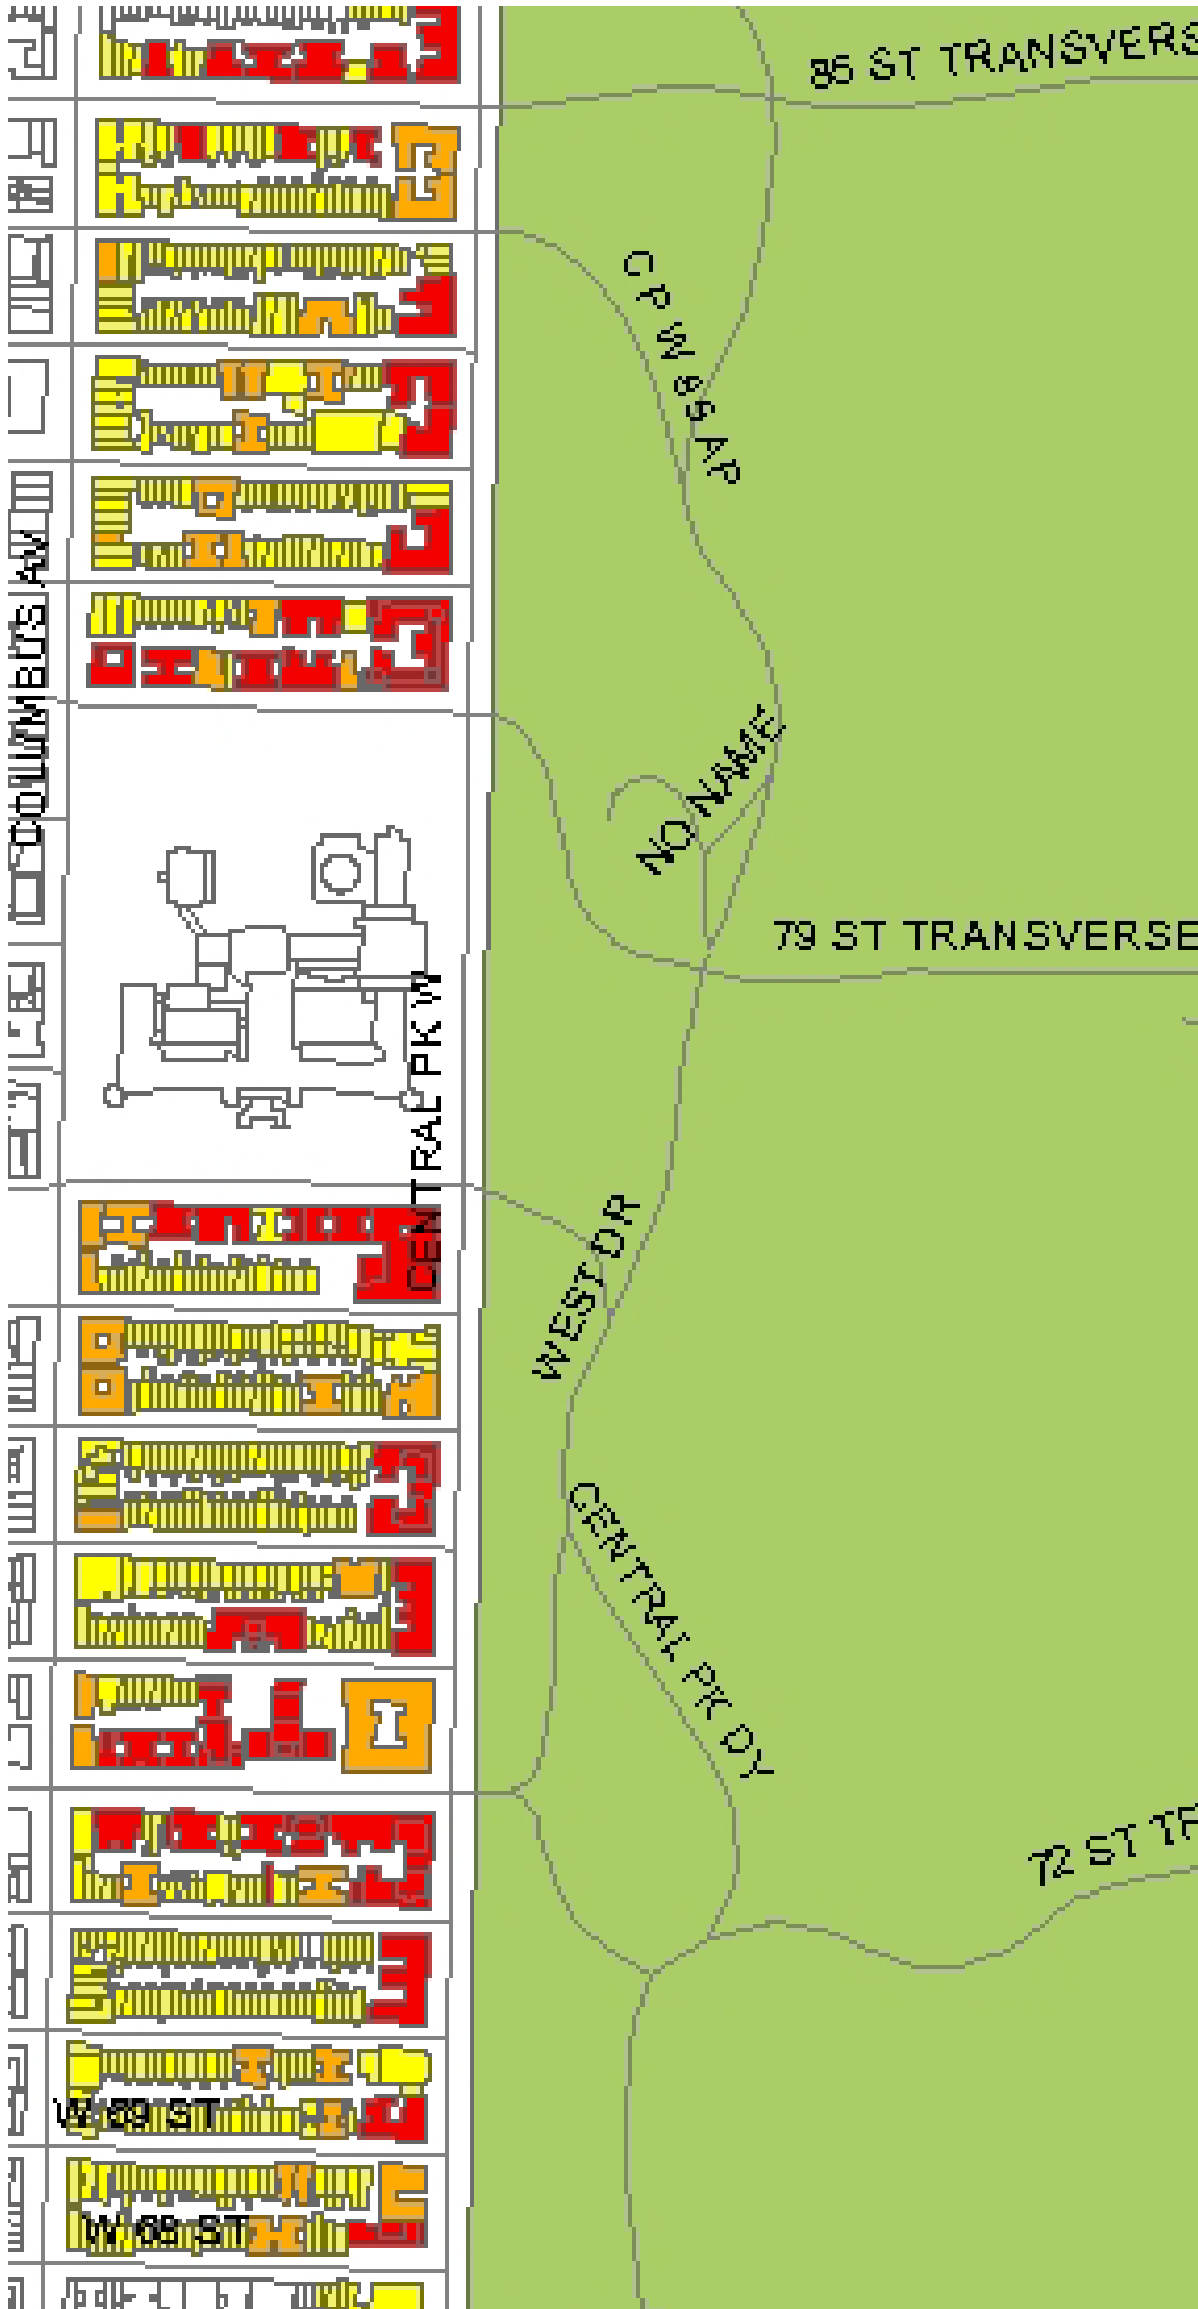 85 ST TRANSVERS
C P W 86 AP
COLUMBUS AV
NO NAME
79 ST TRANSVERSE
CENTRAL PK W
WEST DR
CENTRAL PK DY
72 ST TR
W 69 ST
W 68 ST